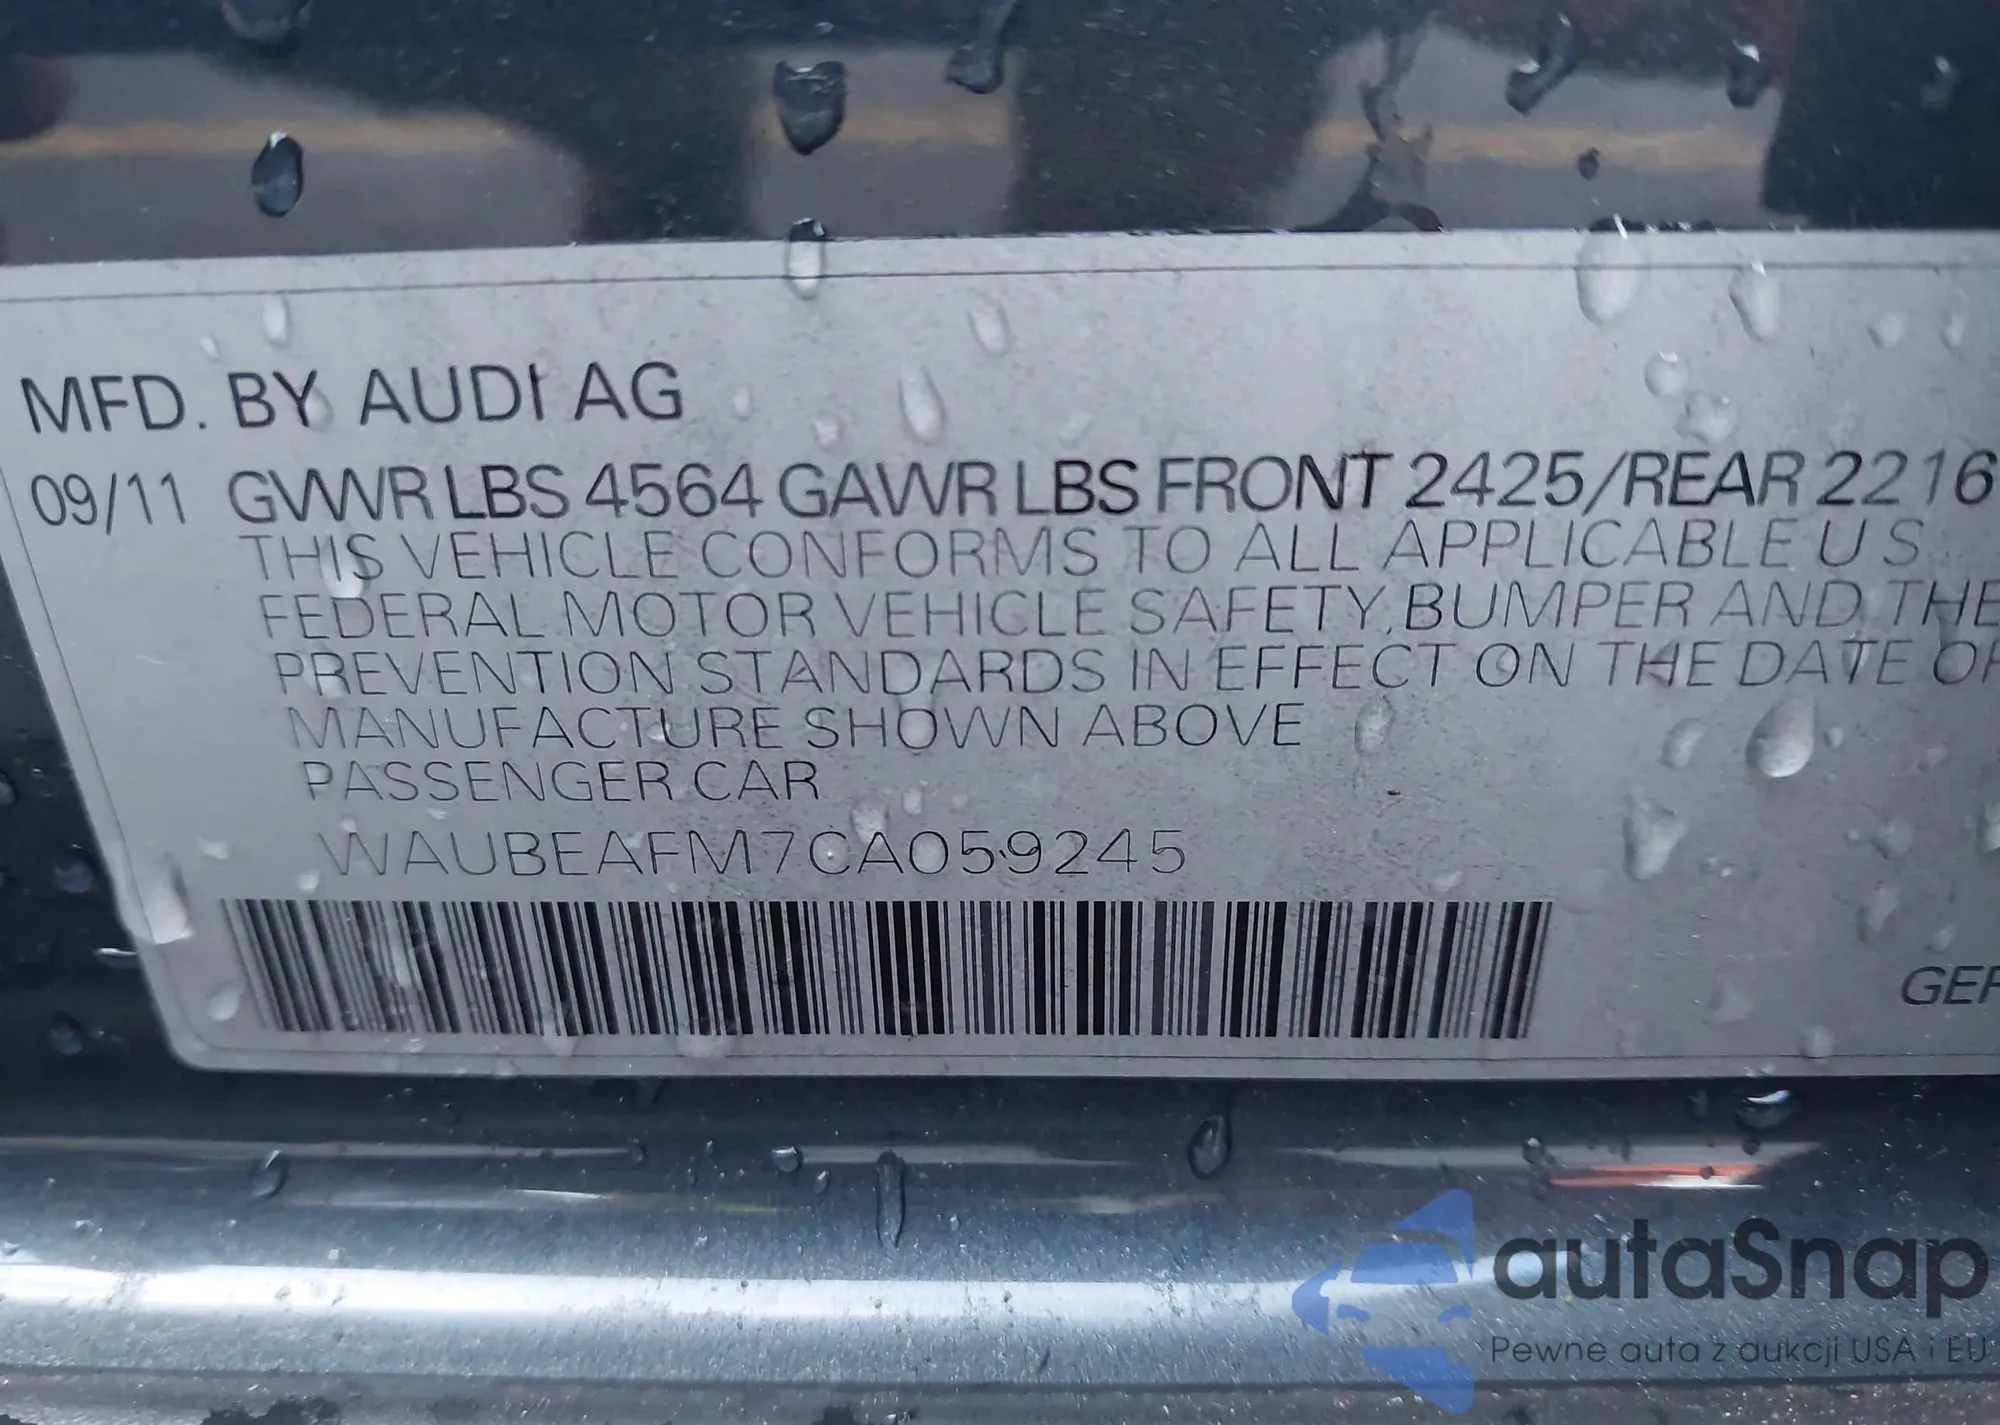 MFD. BY AUDI AG
09/11 GVWR LBS 4564 GAWR LBS FRONT 2425/REAR 2216
THIS VEHICLE CONFORMS TO ALL APPLICABLE U S
FEDERAL MOTOR VEHICLE SAFETY, BUMPER AND THE
PREVENTION STANDARDS IN EFFECT ON THE DATE OF
MANUFACTURE SHOWN ABOVE
PASSENGER CAR
WAUBEAFM7CA059245
GER
autaSnap
Pewne auta z aukcji USA i EU